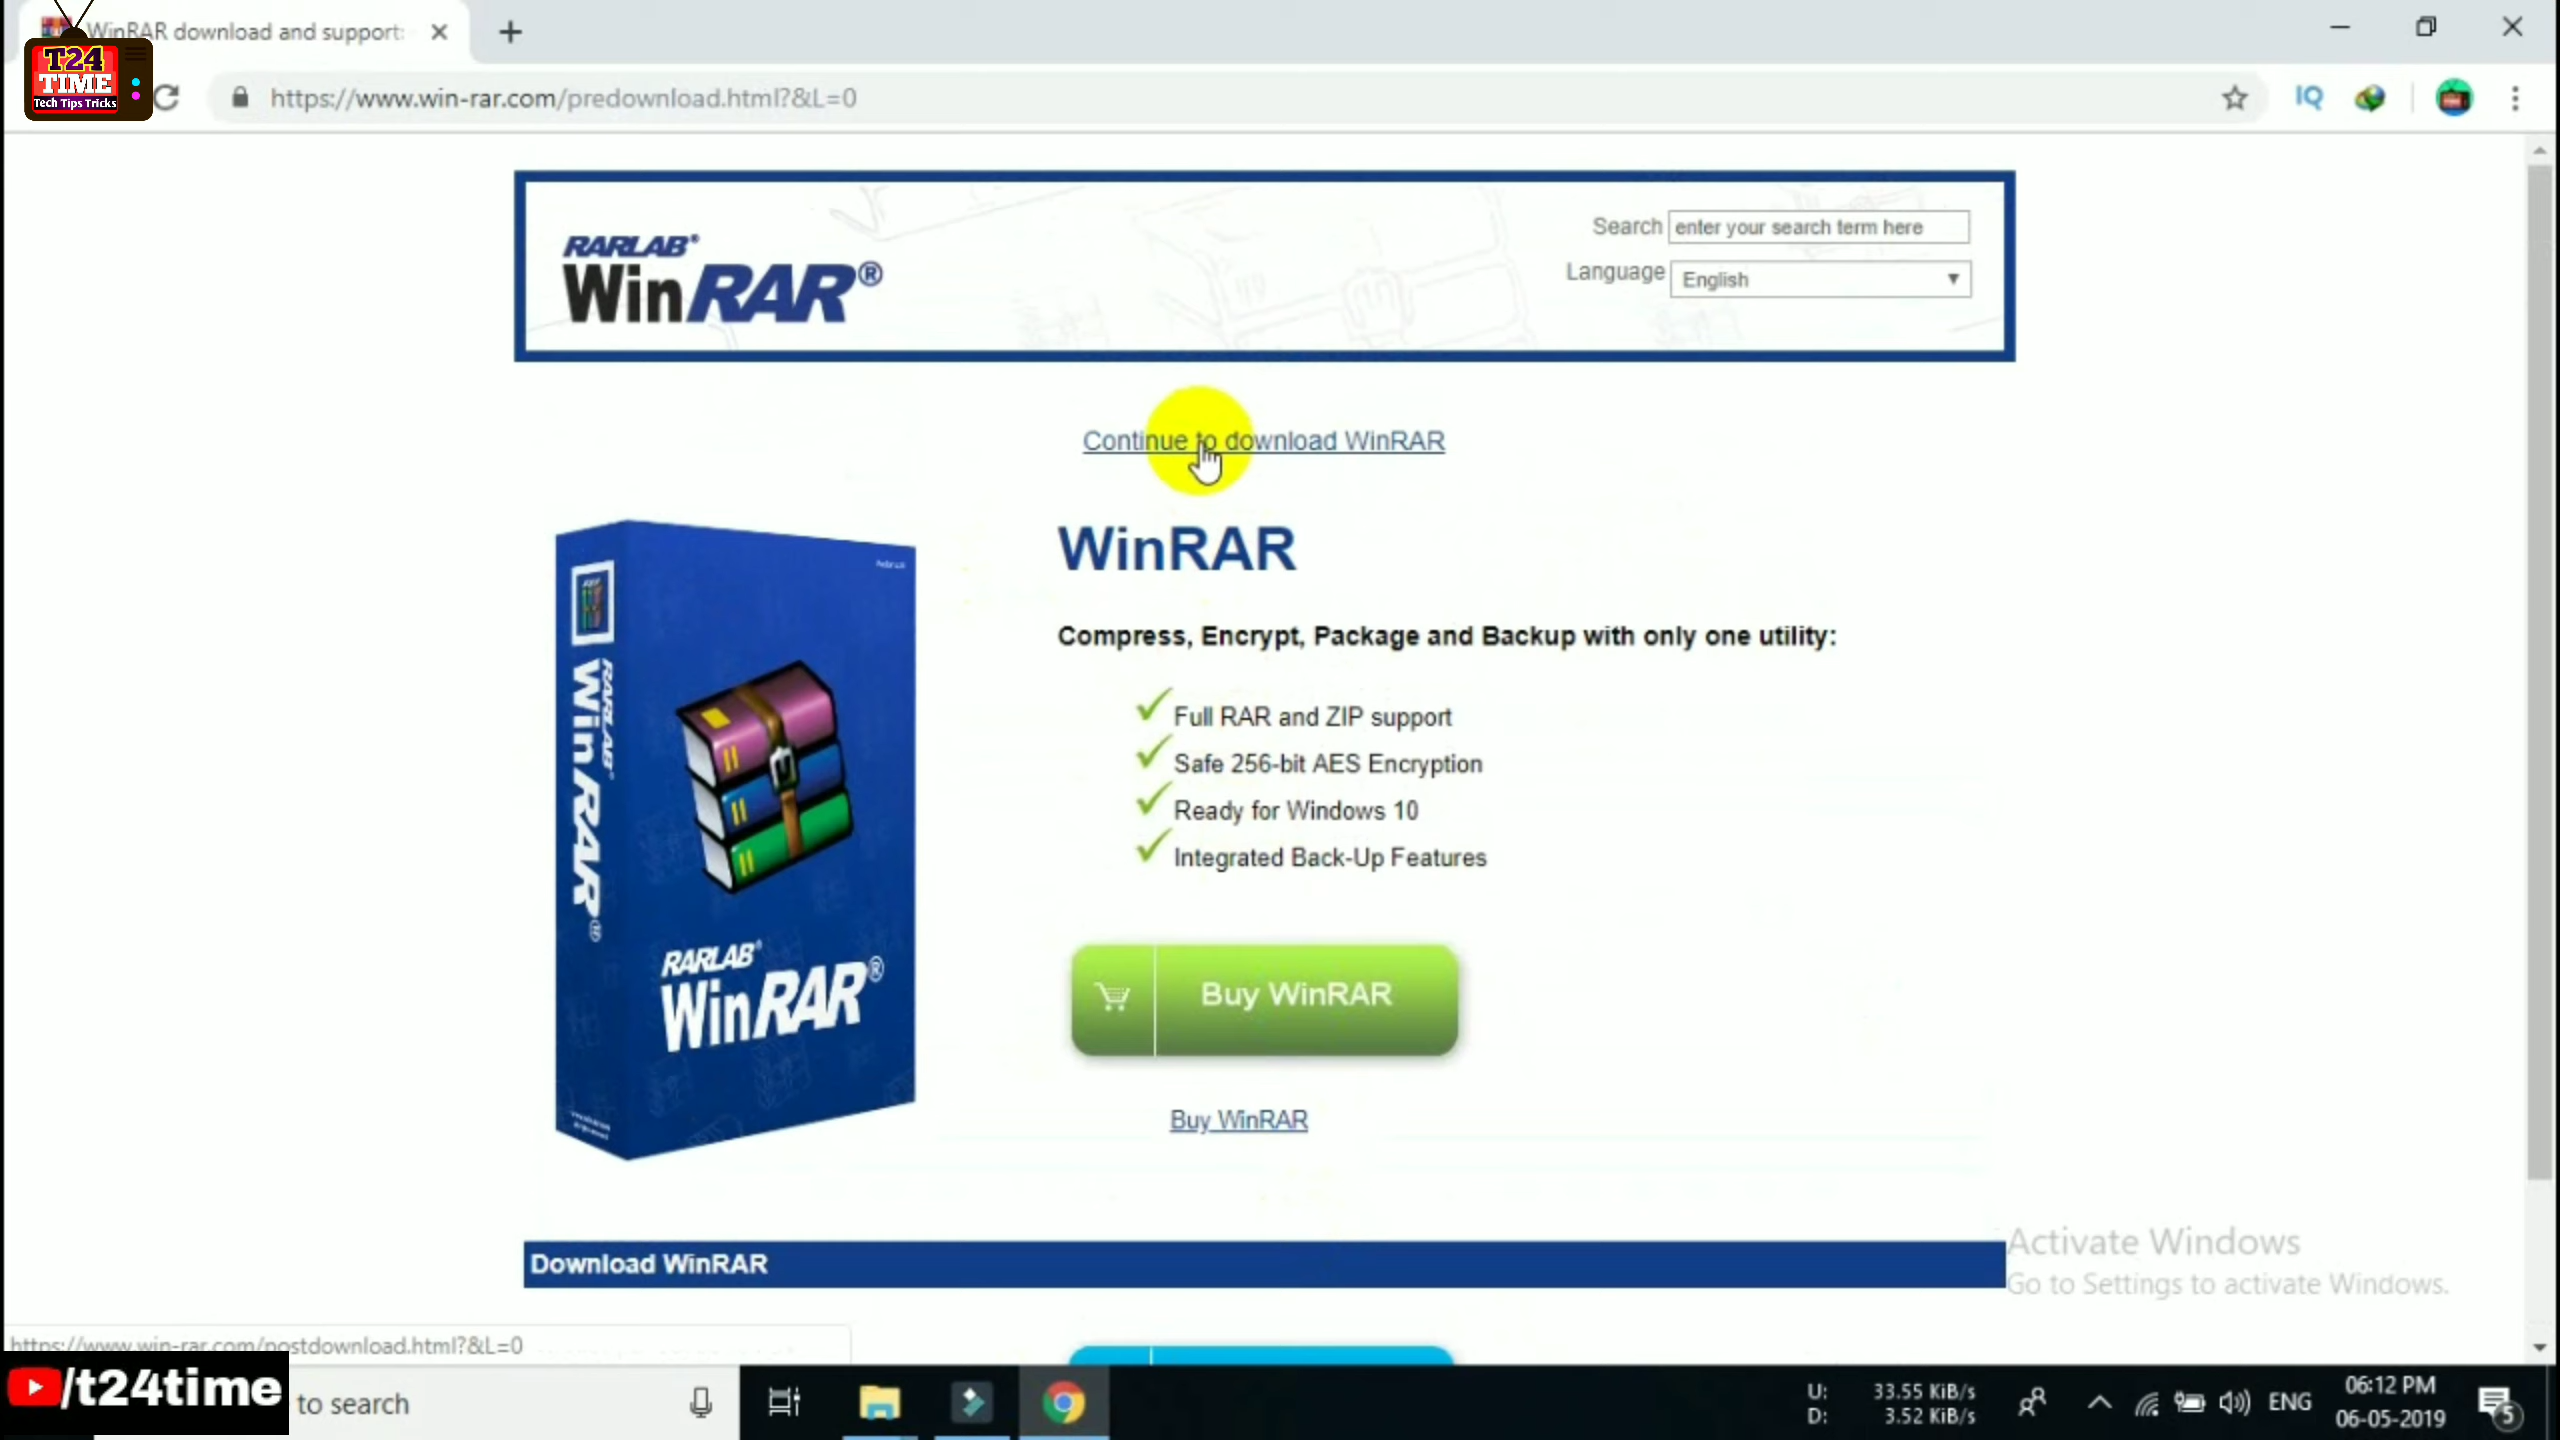 WinRAR download and support:
T24
TIME
Tech Tips Tricks
https://www.win-rar.com/predownload.html?&L=0
IQ
RARLAB®
WinRAR®
Search
enter your search term here
Language
English
Continue to download WinRAR
WinRAR
Compress, Encrypt, Package and Backup with only one utility:
Full RAR and ZIP support
Safe 256-bit AES Encryption
Ready for Windows 10
Integrated Back-Up Features
RARLAB®
WinRAR®
RARLAB®
WinRAR®
Buy WinRAR
Buy WinRAR
Download WinRAR
Activate Windows
Go to Settings to activate Windows.
https://www.win-rar.com/postdownload.html?&L=0
/t24time
to search
U: 33.55 KiB/s
D: 3.52 KiB/s
ENG
06:12 PM
06-05-2019
5